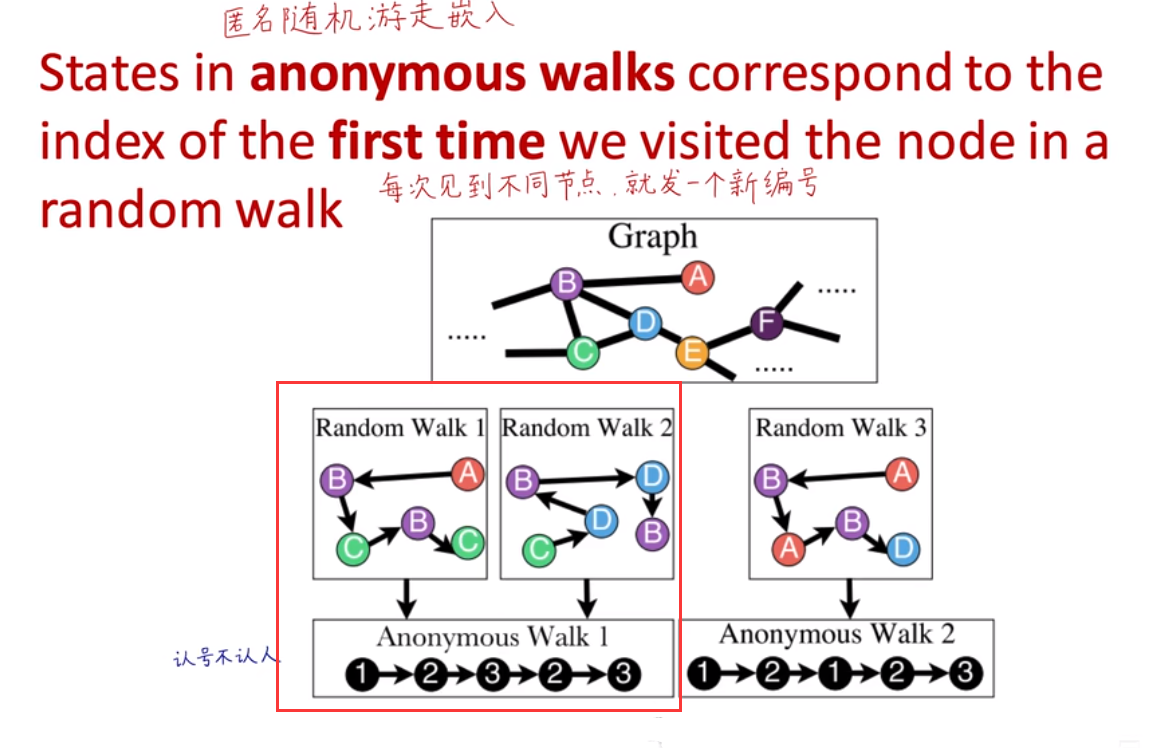 匿名随机游走嵌入
States in anonymous walks correspond to the
index of the first time we visited the node in a
random walk
每次见到不同节点.就发一个新编号
Graph
B A
D F
C E
.....
.....
.....
Random Walk 1
B A
B
C C
Random Walk 2
B D
D
C B
Random Walk 3
B A
B
A D
Anonymous Walk 1
1 2 3 2 3
Anonymous Walk 2
1 2 1 2 3
认号不认人